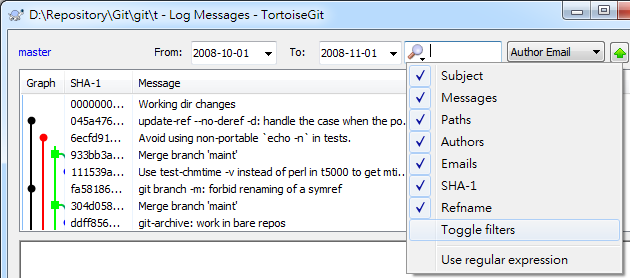 D:\Repository\Git\git\t - Log Messages - TortoiseGit
master From: 2008-10-01 To: 2008-11-01 Author Email
Graph SHA-1 Message
0000000... Working dir changes
045a476... update-ref --no-deref -d: handle the case when the po...
6ecfd91... Avoid using non-portable `echo -n` in tests.
933bb3a... Merge branch 'maint'
111539a... Use test-chmtime -v instead of perl in t5000 to get mti...
fa58186... git branch -m: forbid renaming of a symref
304d058... Merge branch 'maint'
ddff856... git-archive: work in bare repos
Subject
Messages
Paths
Authors
Emails
SHA-1
Refname
Toggle filters
Use regular expression